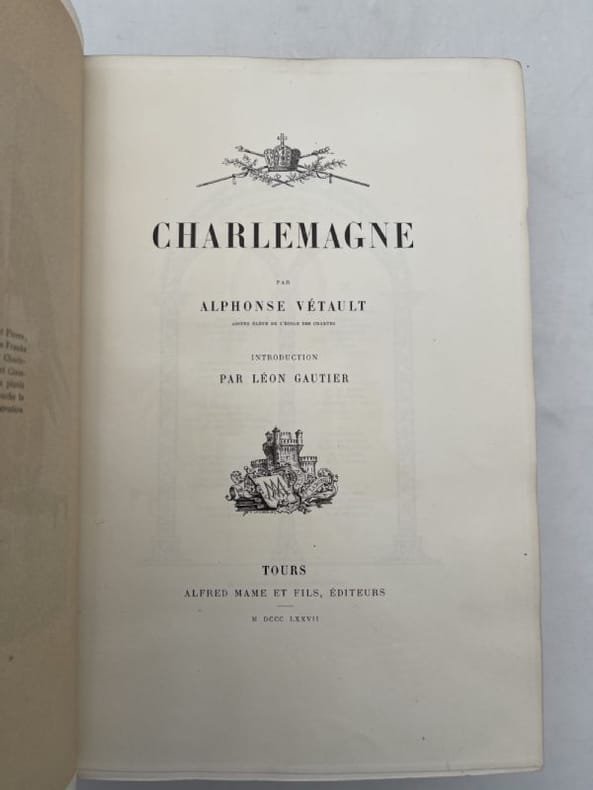 CHARLEMAGNE
PAR
ALPHONSE VÉTAULT
ANCIEN ÉLÈVE DE L'ÉCOLE DES CHARTES
INTRODUCTION
PAR LÉON GAUTIER
TOURS
ALFRED MAME ET FILS, ÉDITEURS
M DCCC LXXVII
Pierre,